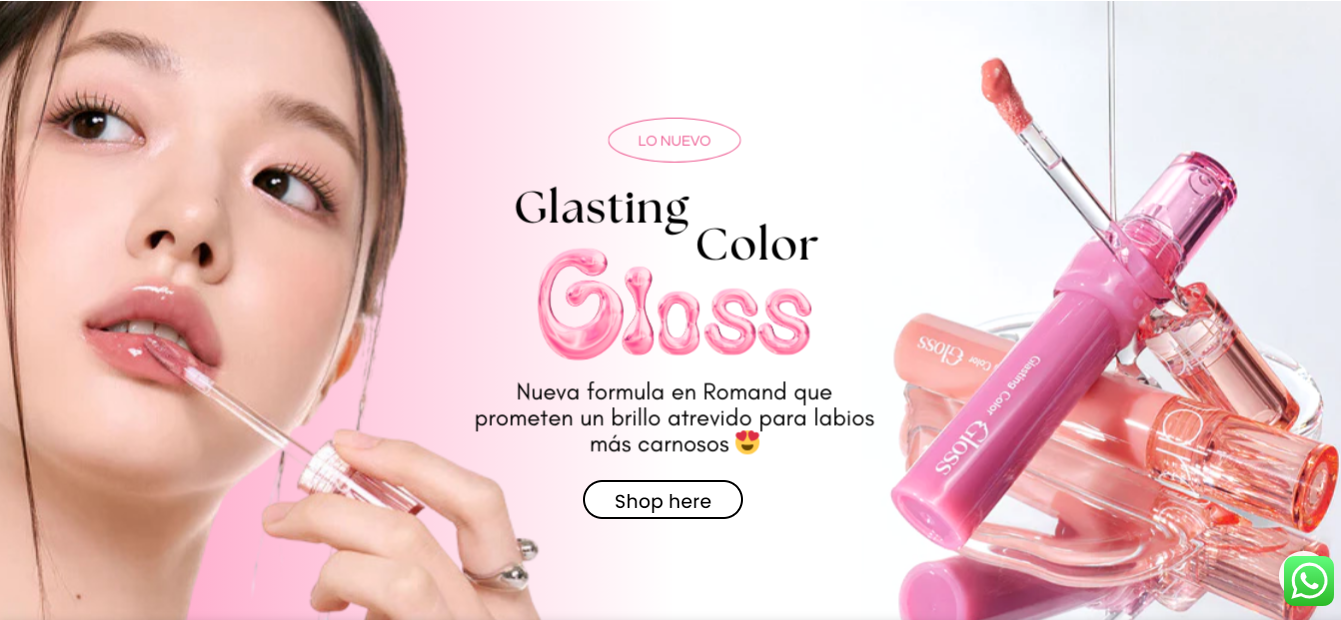 LO NUEVO
Glasting
Color
Gloss
Nueva formula en Romand que
prometen un brillo atrevido para labios
más carnosos 😍
Shop here
Glasting Color
Gloss
Color Gloss